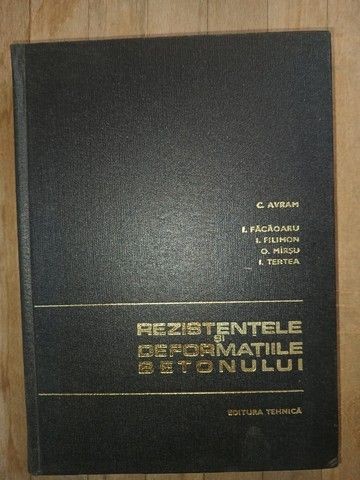 C. AVRAM
I. FĂCĂOARU
I. FILIMON
O. MÎRȘU
I. TERTEA
REZISTENȚELE
ȘI
DEFORMAȚIILE
BETONULUI
EDITURA TEHNICĂ